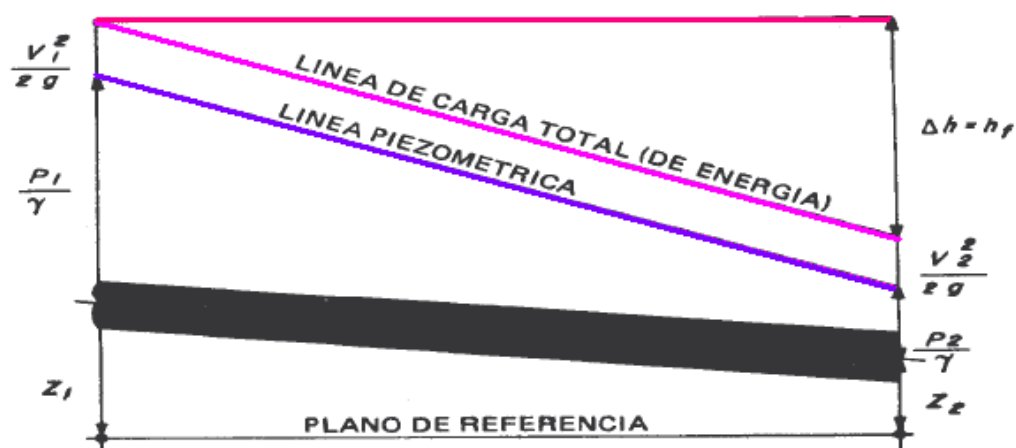 V₁²
2g
LINEA DE CARGA TOTAL (DE ENERGIA)
Δh=hf
LINEA PIEZOMETRICA
P1
γ
V₂²
2g
P2
γ
Z₁
Z₂
PLANO DE REFERENCIA